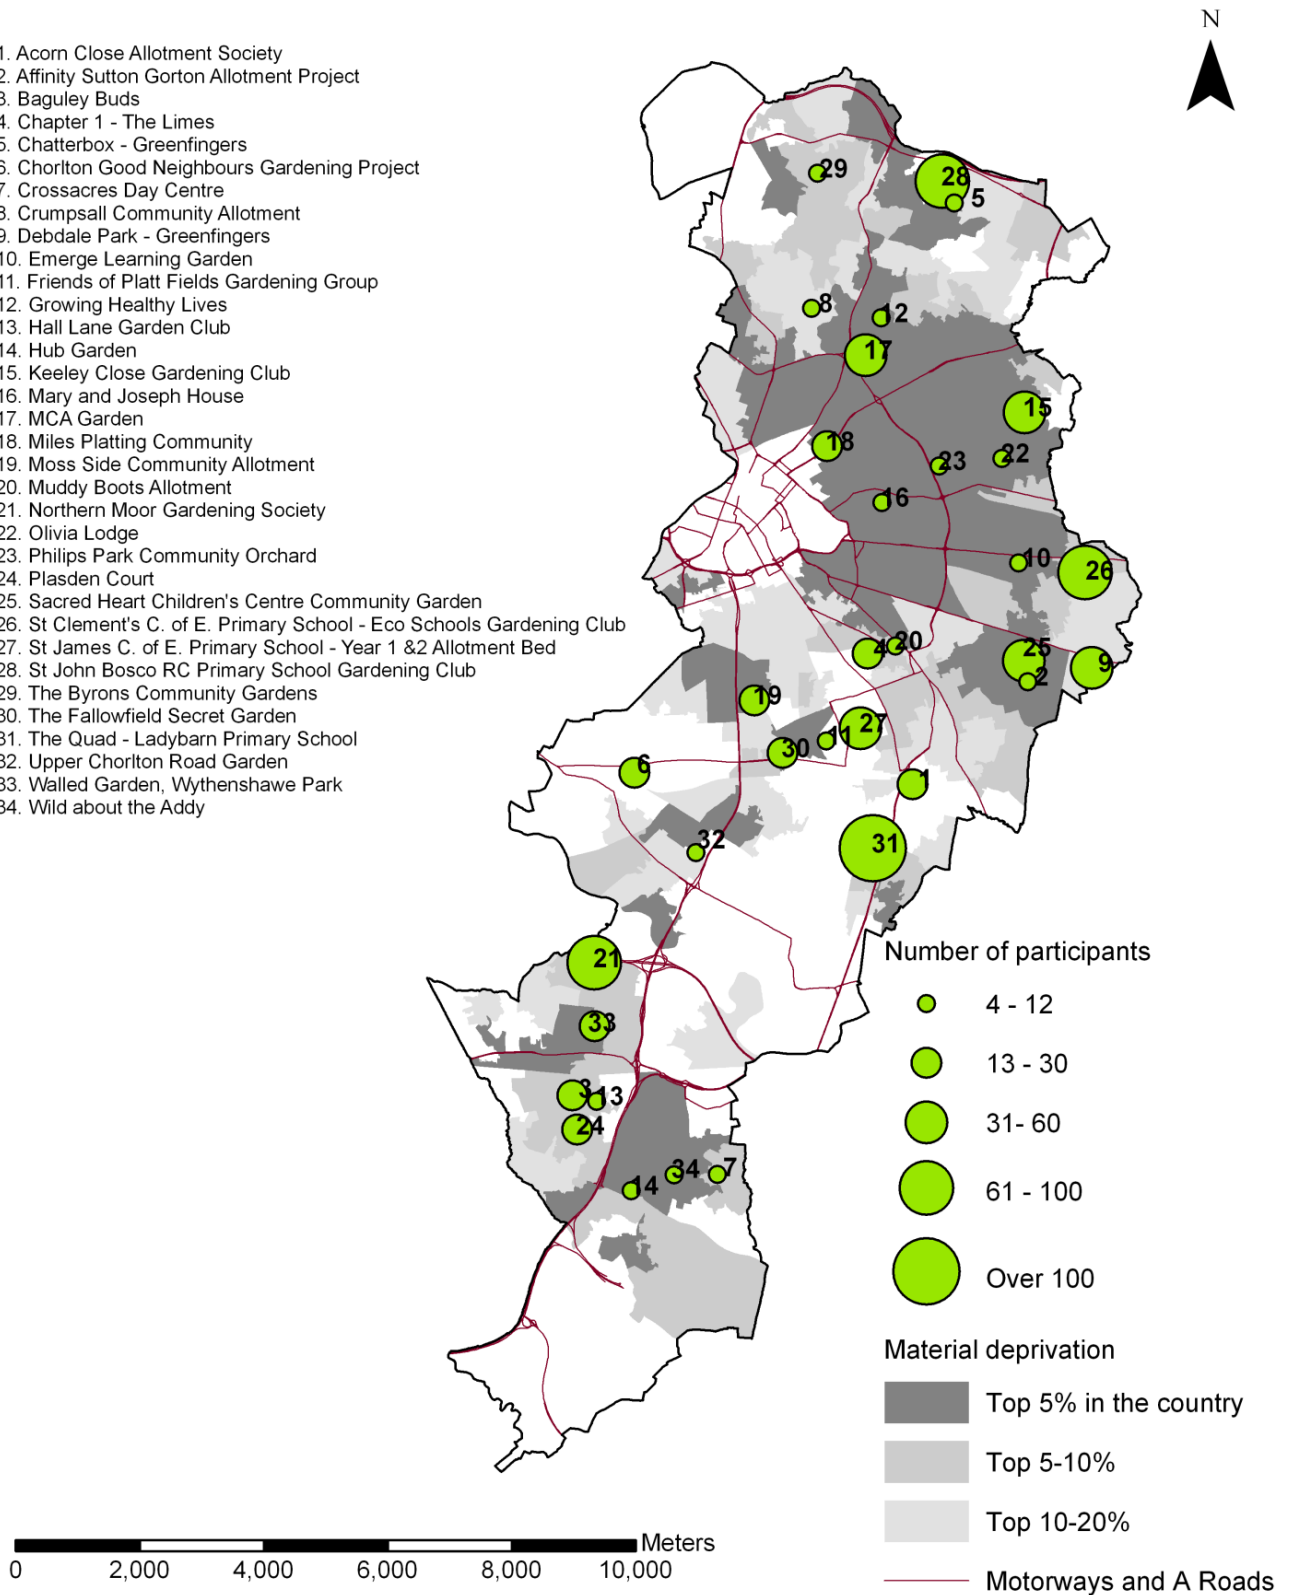 N
1. Acorn Close Allotment Society
2. Affinity Sutton Gorton Allotment Project
3. Baguley Buds
4. Chapter 1 - The Limes
5. Chatterbox - Greenfingers
6. Chorlton Good Neighbours Gardening Project
7. Crossacres Day Centre
8. Crumpsall Community Allotment
9. Debdale Park - Greenfingers
10. Emerge Learning Garden
11. Friends of Platt Fields Gardening Group
12. Growing Healthy Lives
13. Hall Lane Garden Club
14. Hub Garden
15. Keeley Close Gardening Club
16. Mary and Joseph House
17. MCA Garden
18. Miles Platting Community
19. Moss Side Community Allotment
20. Muddy Boots Allotment
21. Northern Moor Gardening Society
22. Olivia Lodge
23. Philips Park Community Orchard
24. Plasden Court
25. Sacred Heart Children's Centre Community Garden
26. St Clement's C. of E. Primary School - Eco Schools Gardening Club
27. St James C. of E. Primary School - Year 1 &2 Allotment Bed
28. St John Bosco RC Primary School Gardening Club
29. The Byrons Community Gardens
30. The Fallowfield Secret Garden
31. The Quad - Ladybarn Primary School
32. Upper Chorlton Road Garden
33. Walled Garden, Wythenshawe Park
34. Wild about the Addy
29
28
5
8
12
17
15
18
23
22
16
10
26
4
20
25
2
9
19
27
11
30
6
1
32
31
21
33
3
13
24
14
34
7
Number of participants
4 - 12
13 - 30
31- 60
61 - 100
Over 100
Material deprivation
Top 5% in the country
Top 5-10%
Top 10-20%
Motorways and A Roads
Meters
0 2,000 4,000 6,000 8,000 10,000